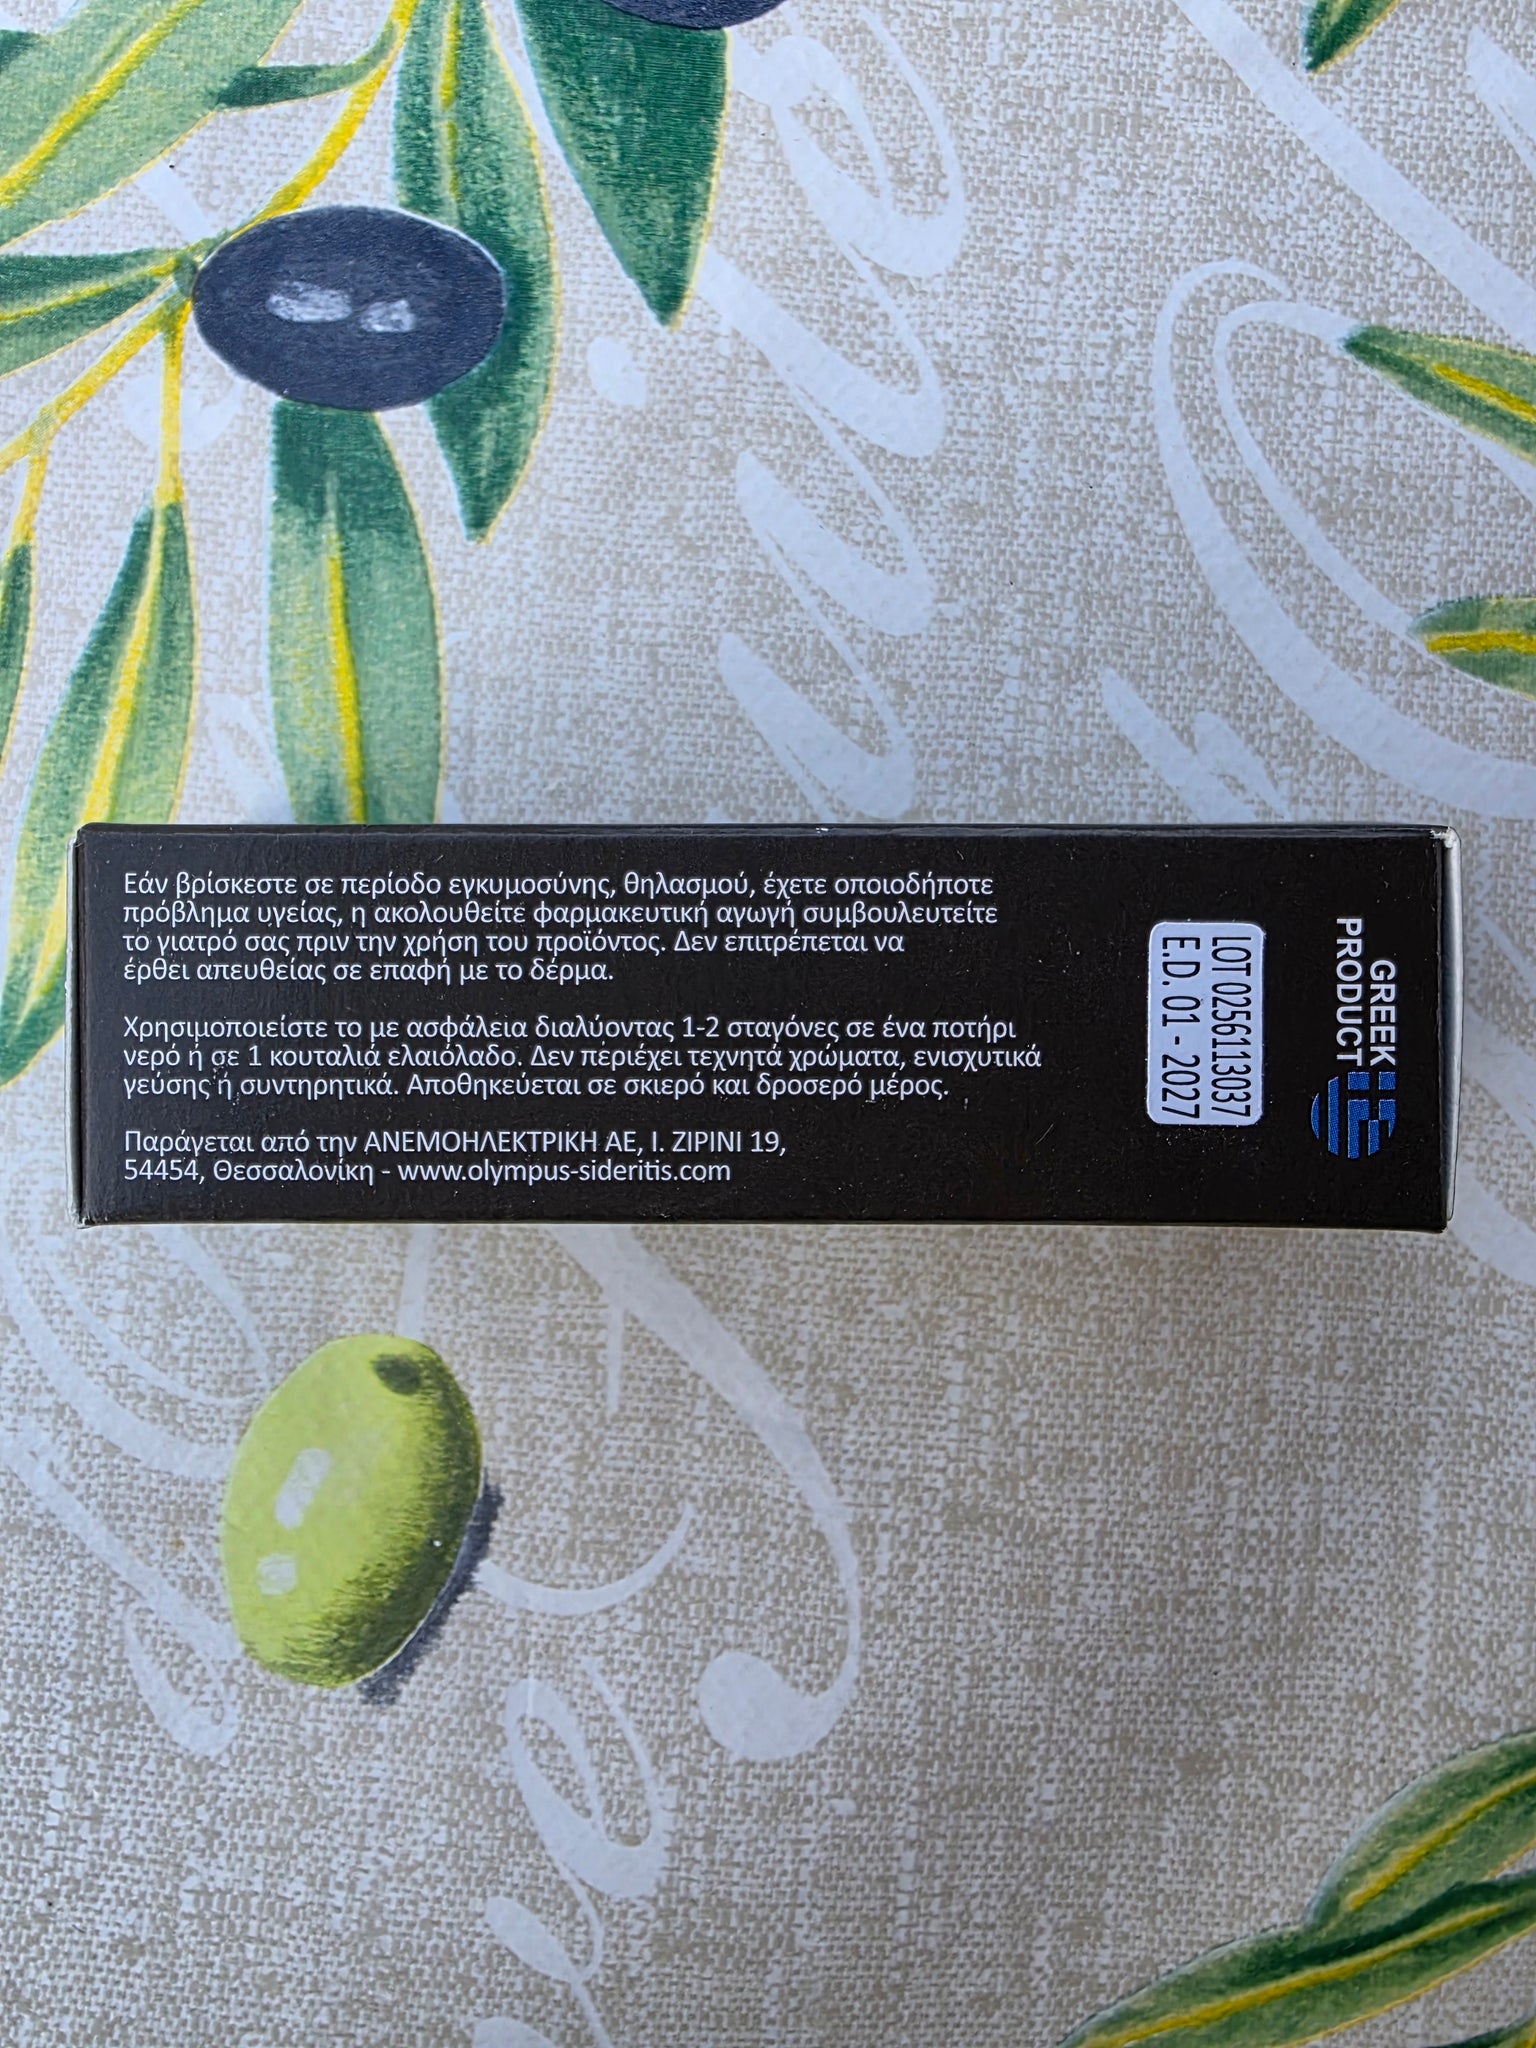 Εάν βρίσκεστε σε περίοδο εγκυμοσύνης, θηλασμού, έχετε οποιοδήποτε
πρόβλημα υγείας, η ακολουθείτε φαρμακευτική αγωγή συμβουλευτείτε
το γιατρό σας πριν την χρήση του προϊόντος. Δεν επιτρέπεται να
έρθει απευθείας σε επαφή με το δέρμα.
Χρησιμοποιείστε το με ασφάλεια διαλύοντας 1-2 σταγόνες σε ένα ποτήρι
νερό ή σε 1 κουταλιά ελαιόλαδο. Δεν περιέχει τεχνητά χρώματα, ενισχυτικά
γεύσης ή συντηρητικά. Αποθηκεύεται σε σκιερό και δροσερό μέρος.
Παράγεται από την ΑΝΕΜΟΗΛΕΚΤΡΙΚΗ ΑΕ, Ι. ΖΙΡΙΝΙ 19,
54454, Θεσσαλονίκη - www.olympus-sideritis.com
LOT 0256113037
E.D. 01 - 2027
GREEK
PRODUCT